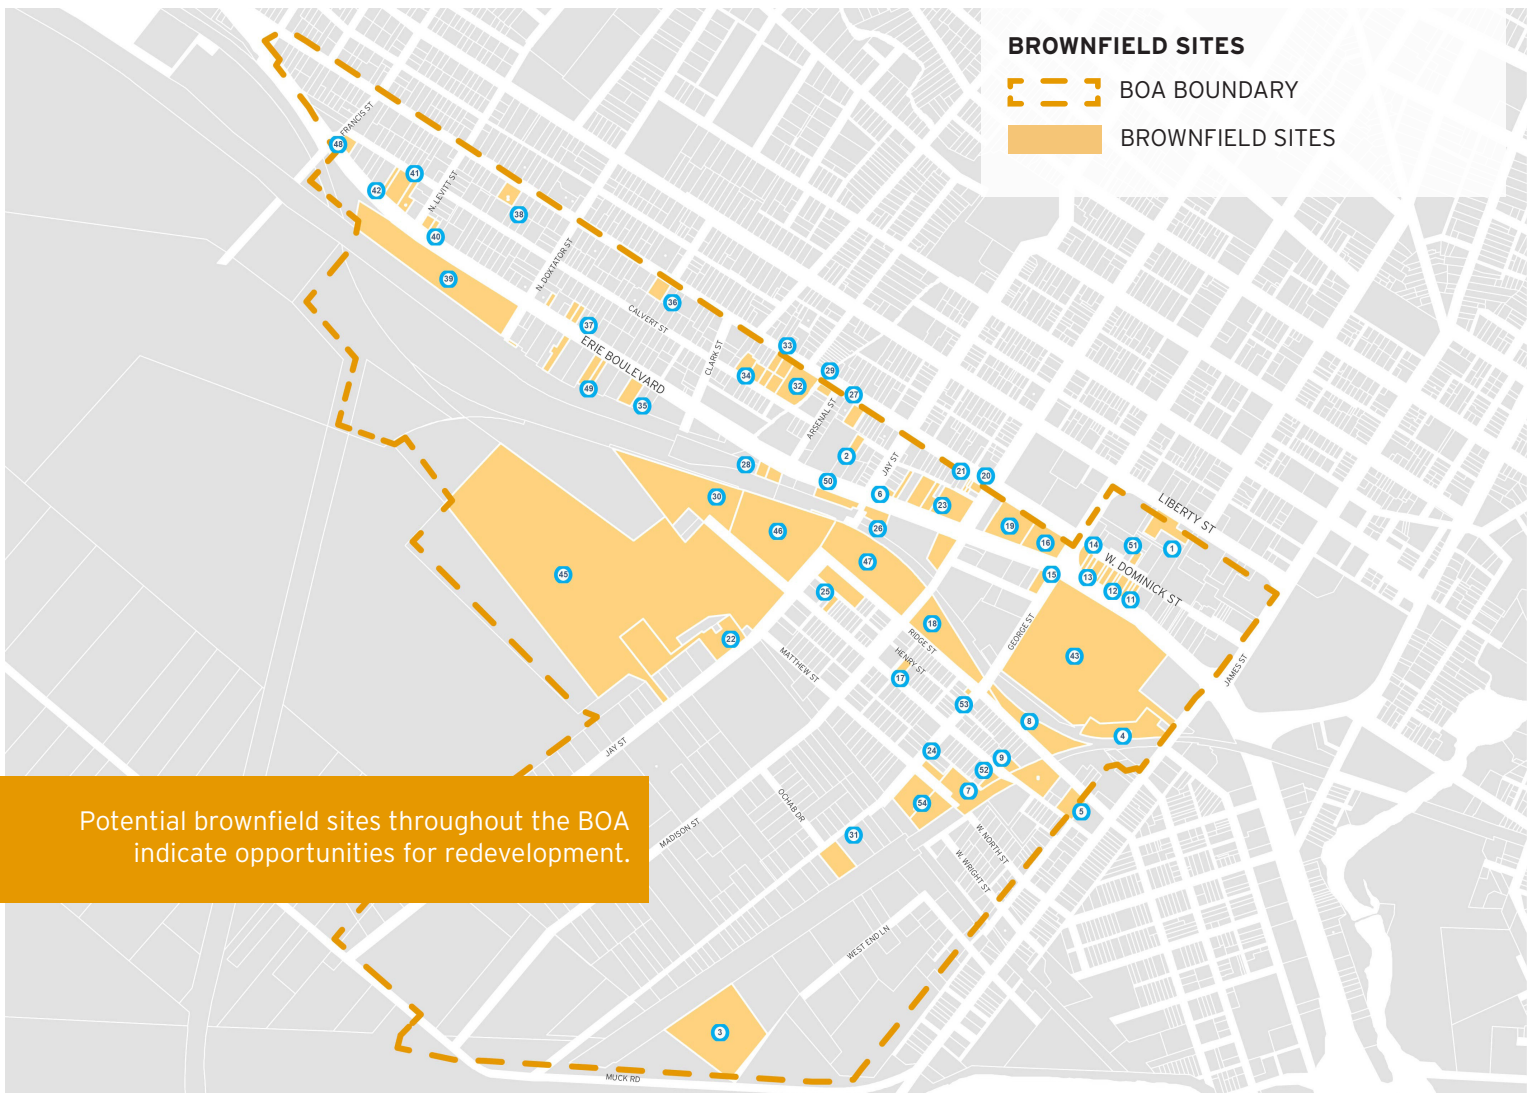 BROWNFIELD SITES
BOA BOUNDARY
BROWNFIELD SITES
FRANCIS ST
48
41
42
N. LEVITT ST
38
40
39
N. DOXTATOR ST
36
CALVERT ST
37
ERIE BOULEVARD
CLARK ST
33
29
34
32
27
49
35
ARSENAL ST
2
JAY ST
28
21
20
50
6
30
23
LIBERTY ST
26
19
46
16
14
51
1
47
W. DOMINICK ST
45
15
13
25
12
11
18
GEORGE ST
22
RIDGE ST
HENRY ST
MATTHEW ST
43
JAMES ST
17
53
8
4
JAY ST
24
9
52
7
OCHAB DR
54
5
MADISON ST
31
W. NORTH ST
W. WRIGHT ST
WEST END LN
3
MUCK RD
Potential brownfield sites throughout the BOA
indicate opportunities for redevelopment.